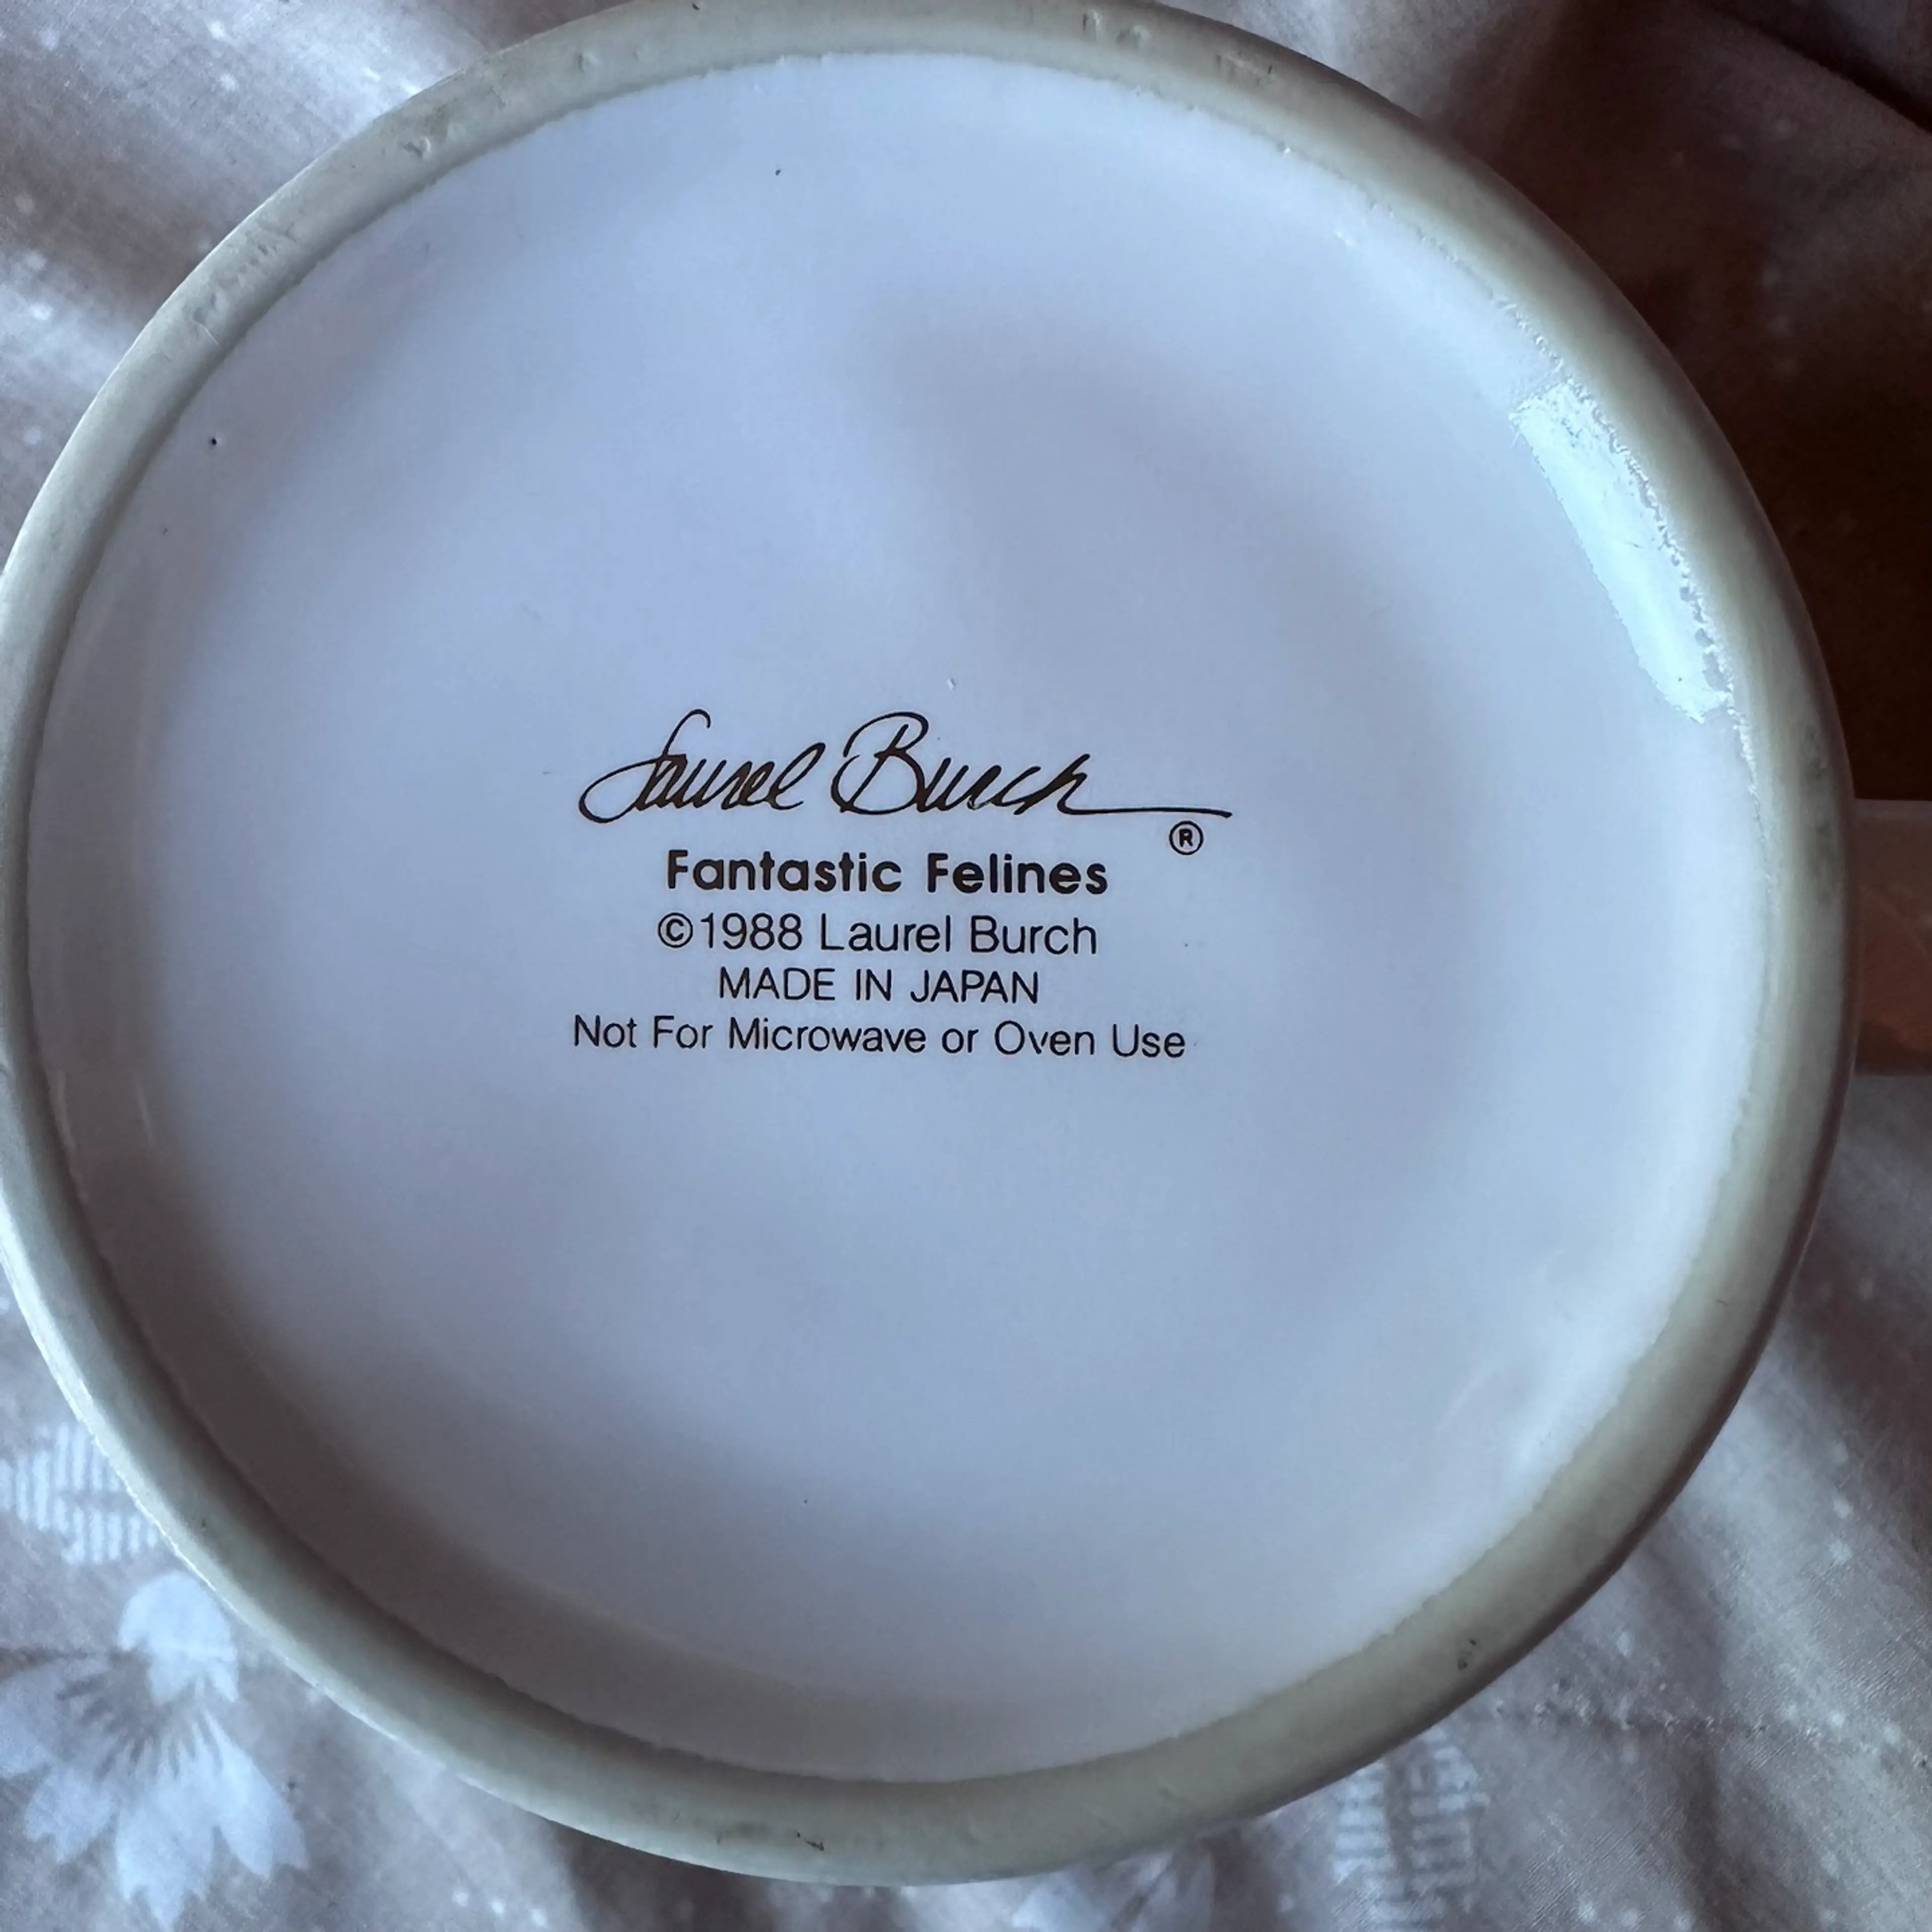 Laurel Burch
®
Fantastic Felines
©1988 Laurel Burch
MADE IN JAPAN
Not For Microwave or Oven Use